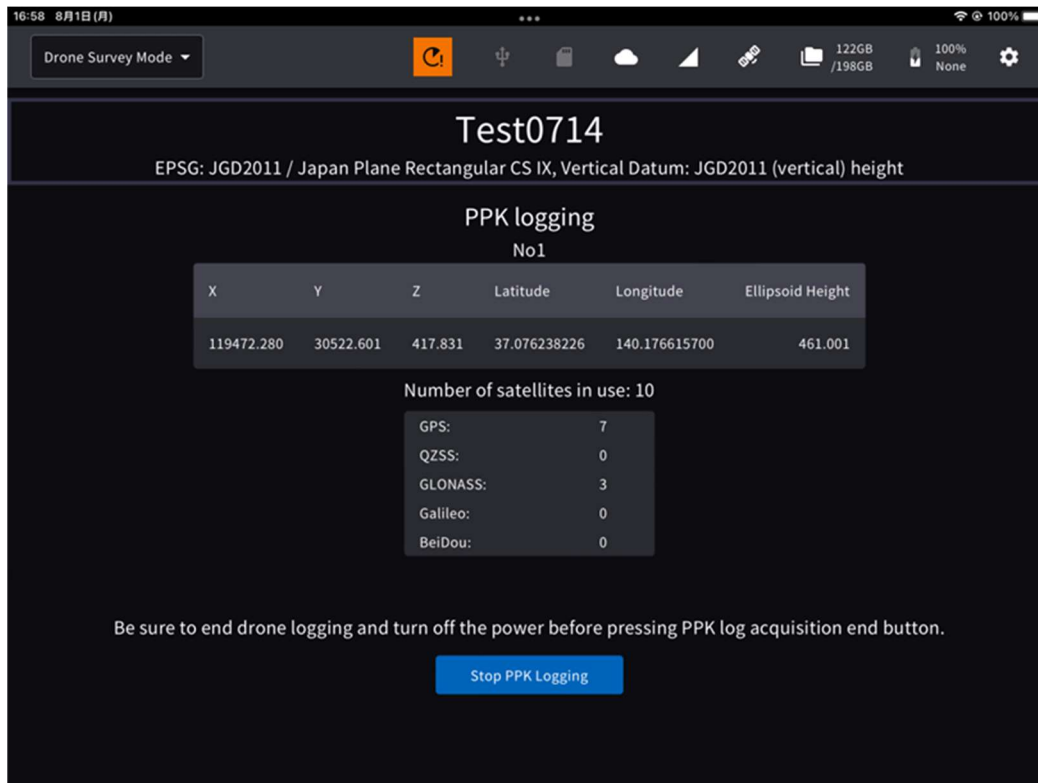 16:58 8月1日(月) 100%
Drone Survey Mode 122GB 100%
/198GB None
Test0714
EPSG: JGD2011 / Japan Plane Rectangular CS IX, Vertical Datum: JGD2011 (vertical) height
PPK logging
No1
X Y Z Latitude Longitude Ellipsoid Height
119472.280 30522.601 417.831 37.076238226 140.176615700 461.001
Number of satellites in use: 10
GPS: 7
QZSS: 0
GLONASS: 3
Galileo: 0
BeiDou: 0
Be sure to end drone logging and turn off the power before pressing PPK log acquisition end button.
Stop PPK Logging